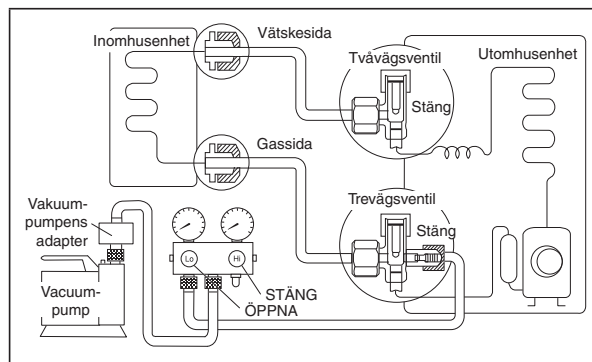 Inomhusenhet
Vätskesida
Tvåvägsventil
Utomhusenhet
Stäng
Gassida
Trevägsventil
Stäng
Vakuum-
pumpens
adapter
Lo
Hi
STÄNG
ÖPPNA
Vacuum-
pump